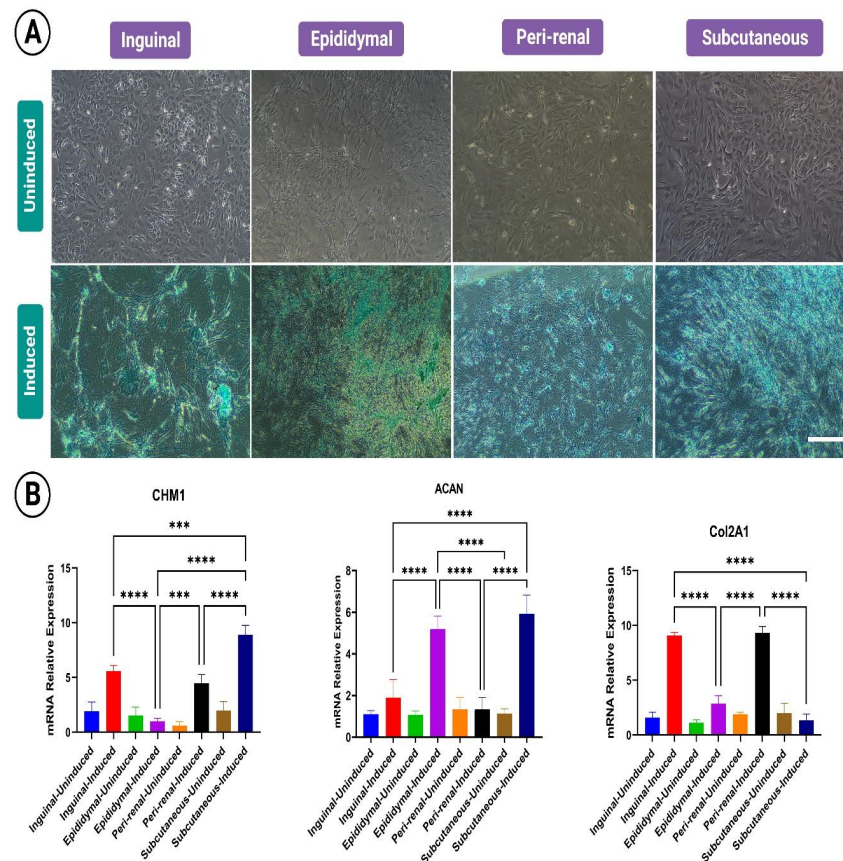 A
Inguinal
Epididymal
Peri-renal
Subcutaneous
Uninduced
Induced
B
CHM1
***
****
**** *** ****
mRNA Relative Expression
15
10
5
0
Inguinal-Uninduced
Inguinal-Induced
Epididymal-Uninduced
Epididymal-Induced
Peri-renal-Uninduced
Peri-renal-Induced
Subcutaneous-Uninduced
Subcutaneous-Induced
ACAN
****
****
**** **** ****
mRNA Relative Expression
8
6
4
2
0
Inguinal-Uninduced
Inguinal-Induced
Epididymal-Uninduced
Epididymal-Induced
Peri-renal-Uninduced
Peri-renal-Induced
Subcutaneous-Uninduced
Subcutaneous-Induced
Col2A1
****
**** **** ****
mRNA Relative Expression
15
10
5
0
Inguinal-Uninduced
Inguinal-Induced
Epididymal-Uninduced
Epididymal-Induced
Peri-renal-Uninduced
Peri-renal-Induced
Subcutaneous-Uninduced
Subcutaneous-Induced